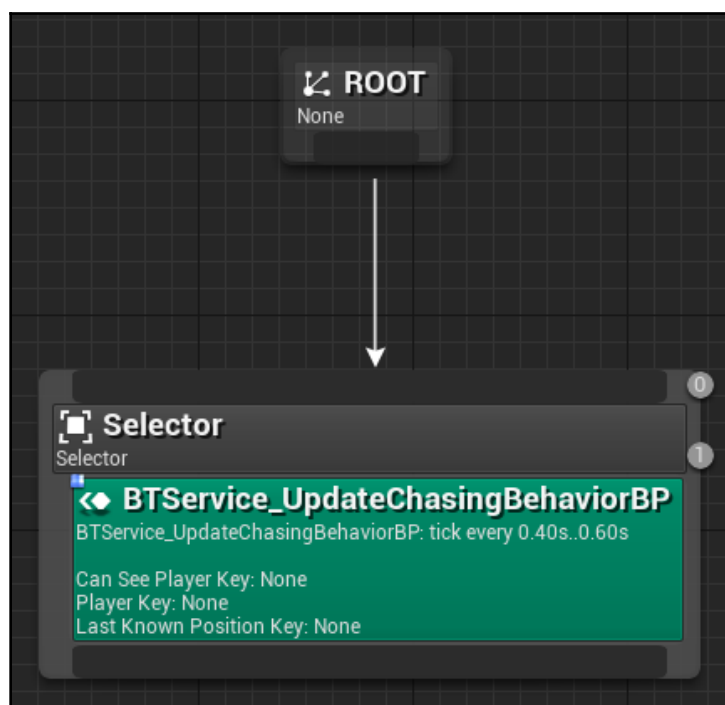 ROOT
None
0
Selector
Selector
1
BTService_UpdateChasingBehaviorBP
BTService_UpdateChasingBehaviorBP: tick every 0.40s..0.60s
Can See Player Key: None
Player Key: None
Last Known Position Key: None